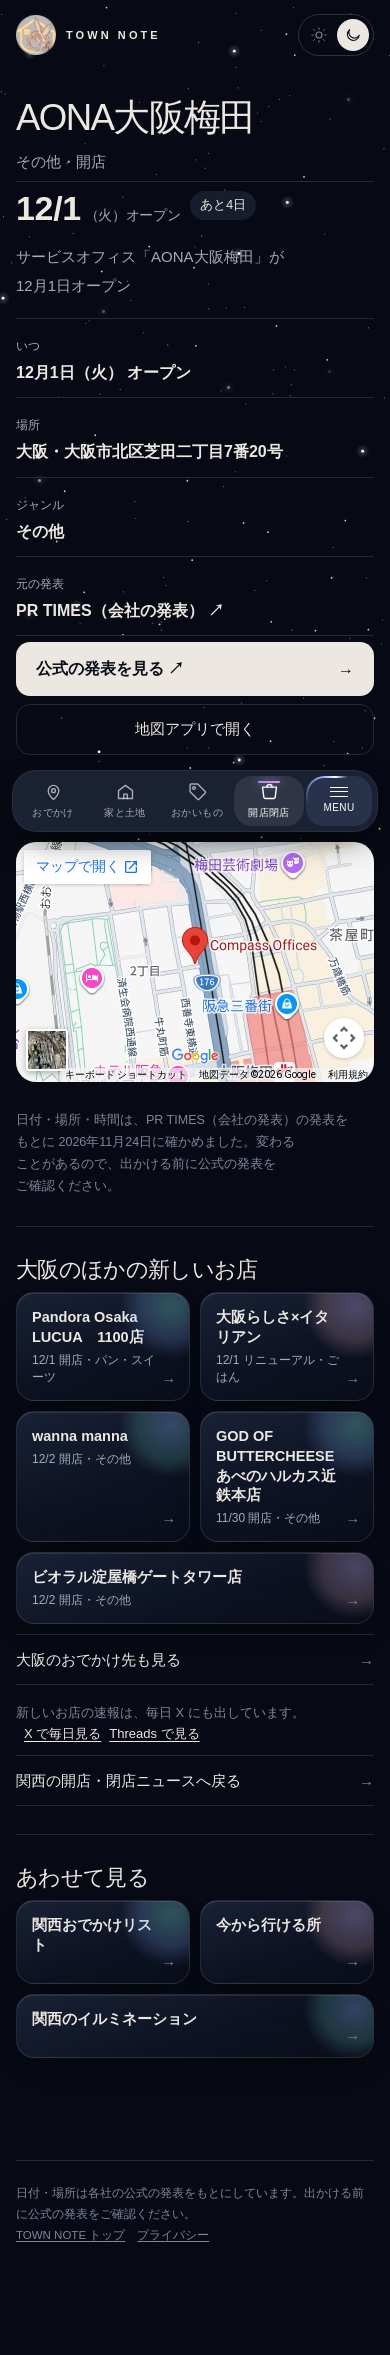 TOWN NOTE
AONA大阪梅田
その他・開店
12/1 （火）オープン あと4日
サービスオフィス「AONA大阪梅田」が
12月1日オープン
いつ
12月1日（火） オープン
場所
大阪・大阪市北区芝田二丁目7番20号
ジャンル
その他
元の発表
PR TIMES（会社の発表） ↗
公式の発表を見る ↗ →
地図アプリで開く
おでかけ 家と土地 おかいもの 開店閉店 MENU
マップで開く
梅田芸術劇場
茶屋町
Compass Offices
2丁目
176
阪急三番街
済生会病院西通線
牛丸町筋
西善寺東横通
万歳橋筋
Google
キーボード ショートカット 地図データ ©2026 Google 利用規約
日付・場所・時間は、PR TIMES（会社の発表）の発表を
もとに 2026年11月24日に確かめました。変わる
ことがあるので、出かける前に公式の発表を
ご確認ください。
大阪のほかの新しいお店
Pandora Osaka
LUCUA　1100店
12/1 開店・パン・スイ
ーツ →
大阪らしさ×イタ
リアン
12/1 リニューアル・ご
はん →
wanna manna
12/2 開店・その他
→
GOD OF
BUTTERCHEESE
あべのハルカス近
鉄本店
11/30 開店・その他 →
ビオラル淀屋橋ゲートタワー店
12/2 開店・その他 →
大阪のおでかけ先も見る →
新しいお店の速報は、毎日 X にも出しています。
X で毎日見る Threads で見る
関西の開店・閉店ニュースへ戻る →
あわせて見る
関西おでかけリス
ト →
今から行ける所
→
関西のイルミネーション
→
日付・場所は各社の公式の発表をもとにしています。出かける前
に公式の発表をご確認ください。
TOWN NOTE トップ プライバシー